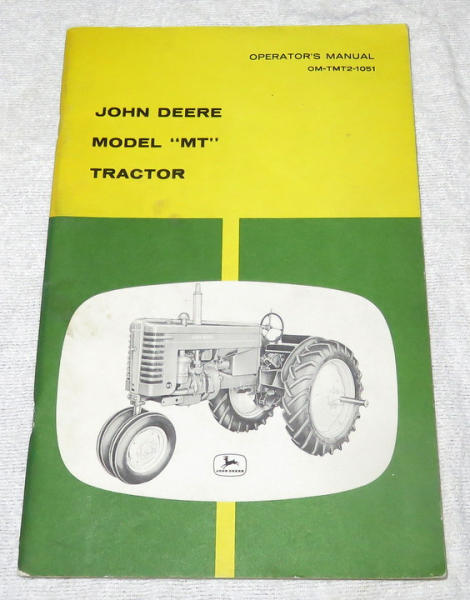 OPERATOR'S MANUAL
OM-TMT2-1051
JOHN DEERE
MODEL "MT"
TRACTOR
JOHN DEERE